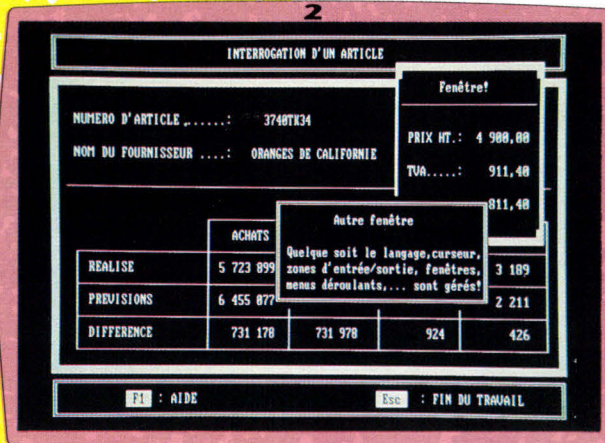 2
INTERROGATION D'UN ARTICLE
Fenêtre!
NUMERO D'ARTICLE ......: 3740TK34
PRIX HT.: 4 900,00
NOM DU FOURNISSEUR ....: ORANGES DE CALIFORNIE
TVA.....: 911,40
811,40
Autre fenêtre
ACHATS
Quelque soit le langage,curseur,
REALISE 5 723 899 zones d'entrée/sortie, fenêtres, 3 189
menus déroulants,... sont gérés!
PREVISIONS 6 455 077 2 211
DIFFERENCE 731 178 731 978 924 426
F1 : AIDE Esc : FIN DU TRAVAIL